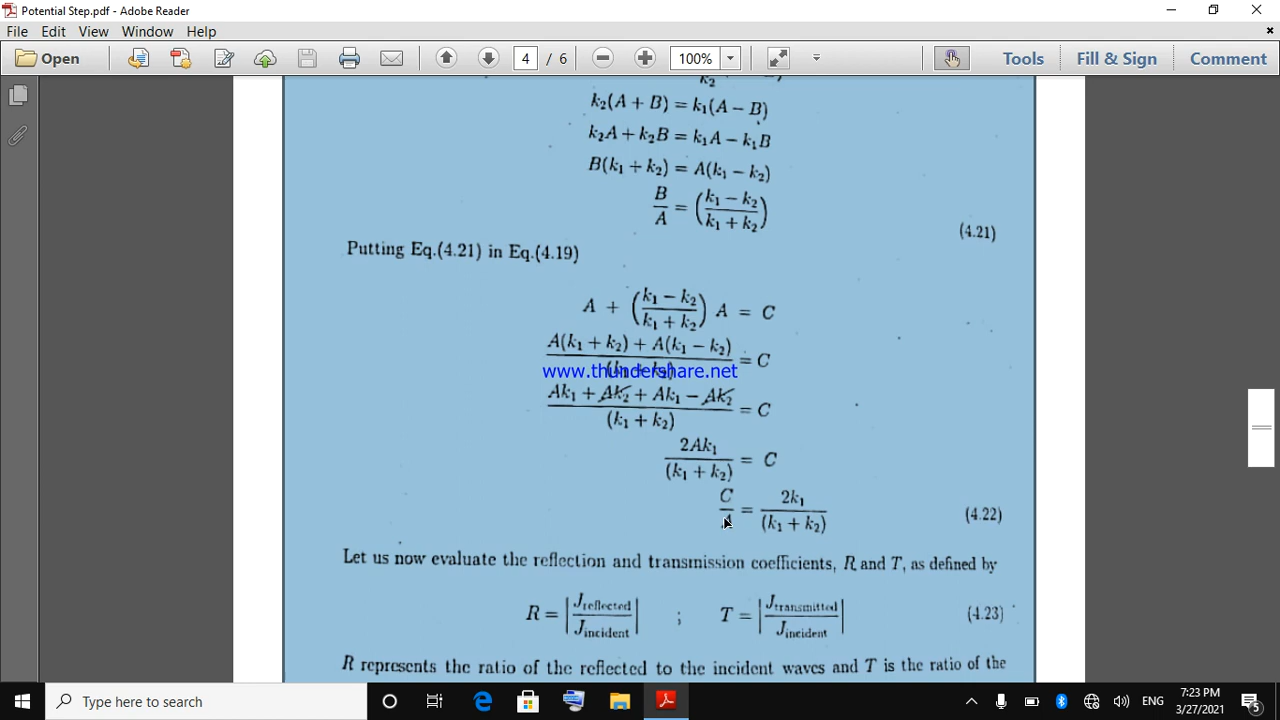 Potential Step.pdf - Adobe Reader
File Edit View Window Help
Open 4 / 6 100% Tools Fill & Sign Comment
k₂(A + B) = k₁(A − B)
k₂A + k₂B = k₁A − k₁B
B(k₁ + k₂) = A(k₁ − k₂)
B/A = ((k₁ − k₂)/(k₁ + k₂)) (4.21)
Putting Eq.(4.21) in Eq.(4.19)
A + ((k₁ − k₂)/(k₁ + k₂)) A = C
(A(k₁ + k₂) + A(k₁ − k₂))/(k₁ + k₂) = C
www.thundershare.net
(Ak₁ + Ak₂ + Ak₁ − Ak₂)/(k₁ + k₂) = C
2Ak₁/(k₁ + k₂) = C
C/A = 2k₁/(k₁ + k₂) (4.22)
Let us now evaluate the reflection and transmission coefficients, R and T, as defined by
R = |J reflected/J incident| ; T = |J transmitted/J incident| (4.23)
R represents the ratio of the reflected to the incident waves and T is the ratio of the
Type here to search
ENG
7:23 PM
3/27/2021
5